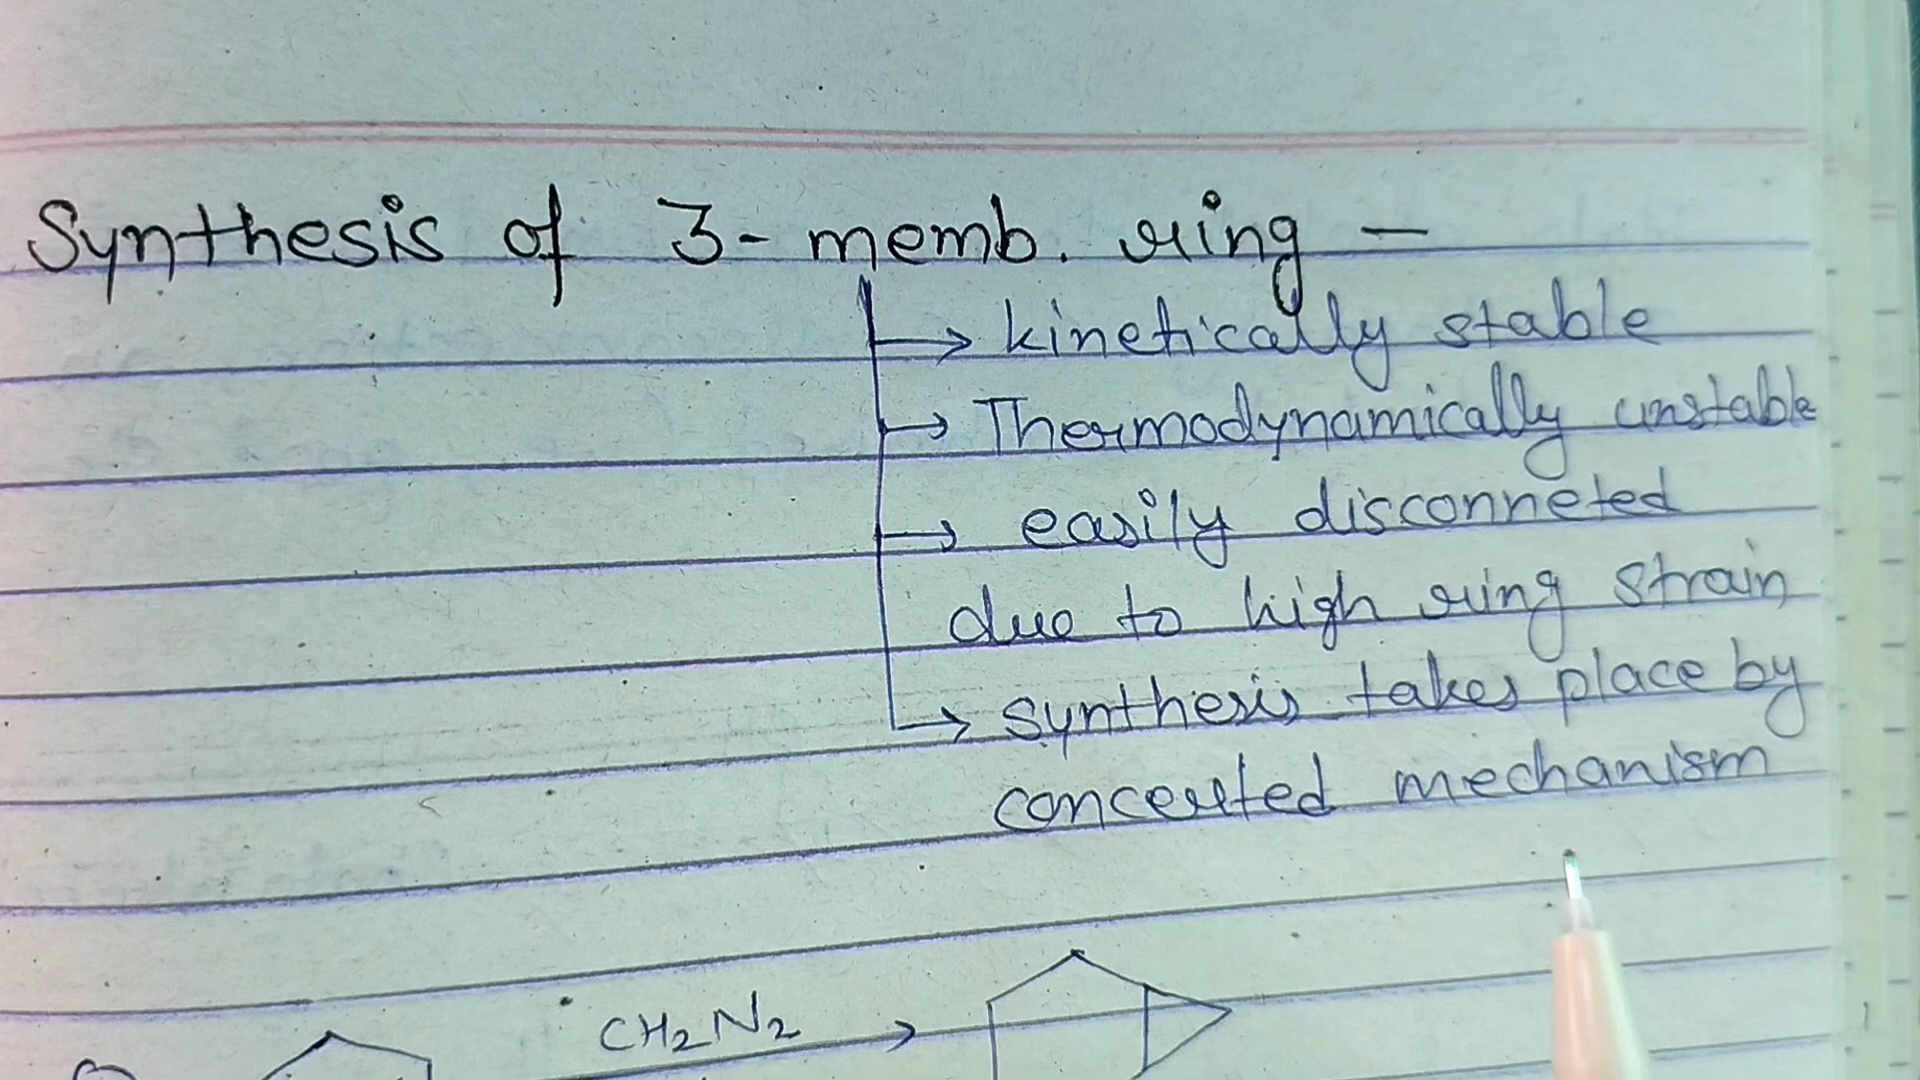 Synthesis of 3-memb. ring -
→ kinetically stable
→ Thermodynamically unstable
→ easily disconneted
due to high ring strain
→ synthesis takes place by
concerted mechanism
CH2N2 →